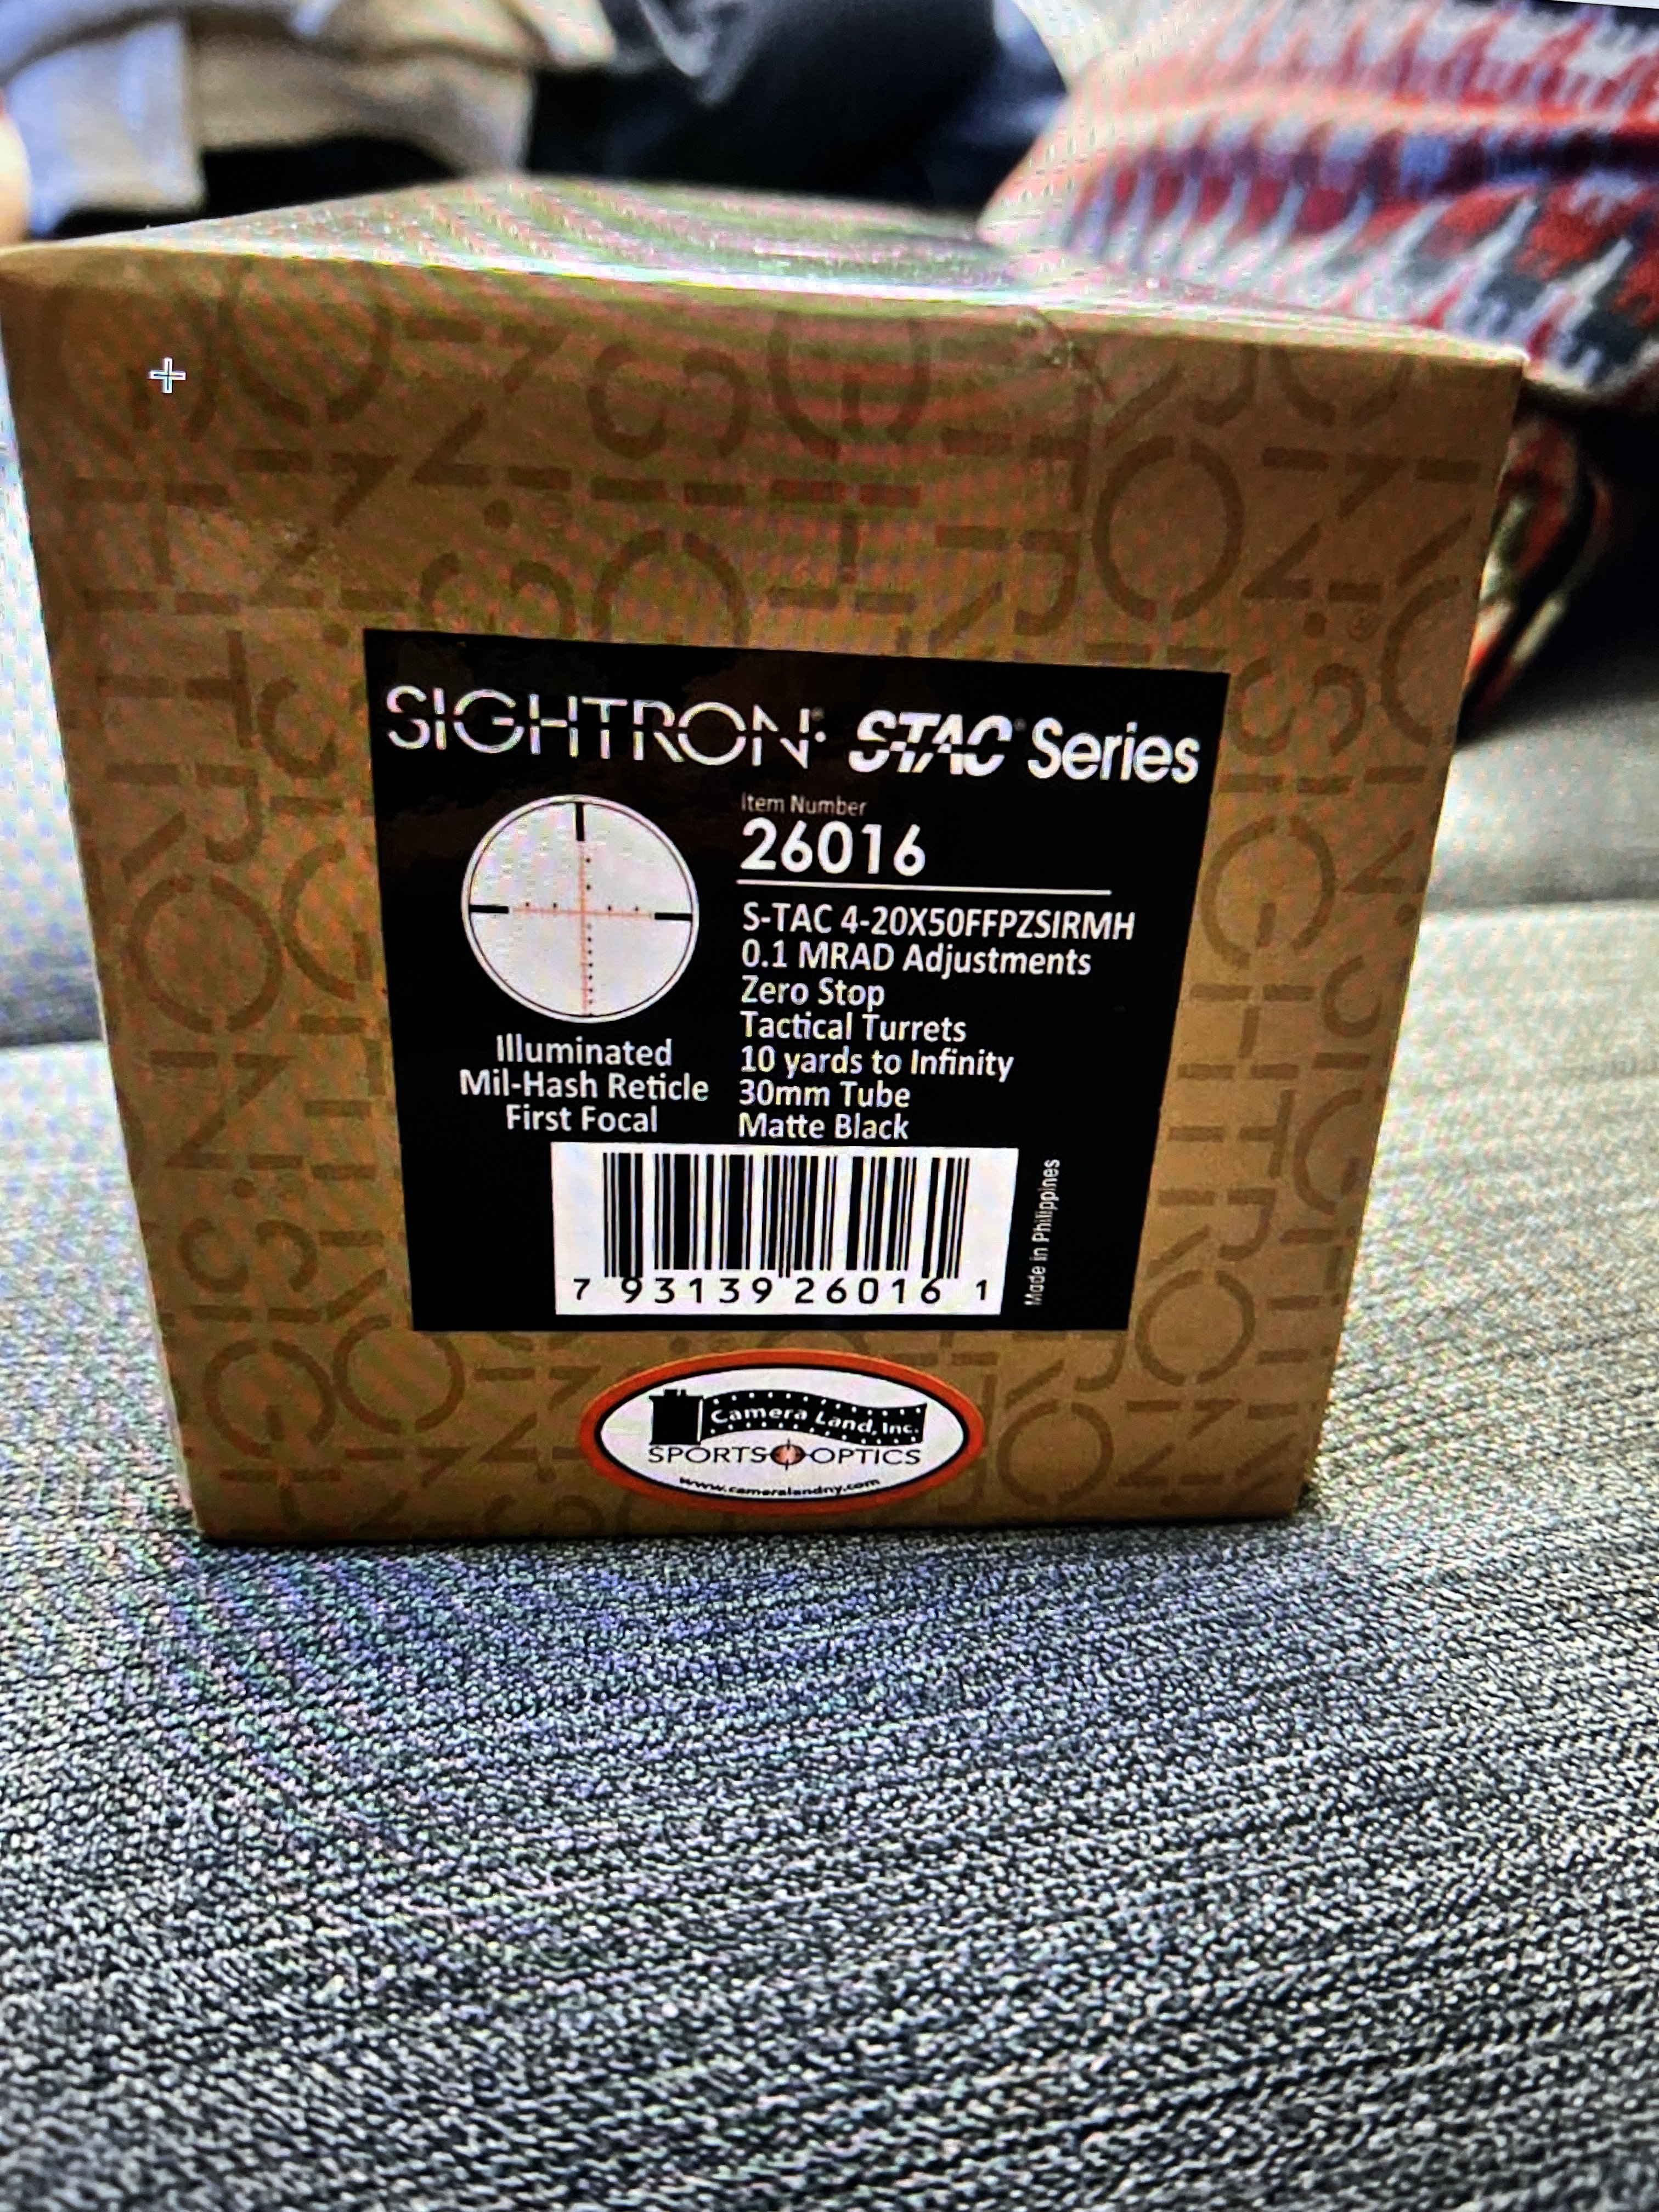 SIGHTRON® S-TAC® Series
Item Number
26016
S-TAC 4-20X50FFPZSIRMH
0.1 MRAD Adjustments
Zero Stop
Tactical Turrets
10 yards to Infinity
30mm Tube
Matte Black
Illuminated
Mil-Hash Reticle
First Focal
7 93139 26016 1
Made in Philippines
Camera Land, Inc.
SPORTS OPTICS
www.cameralandny.com